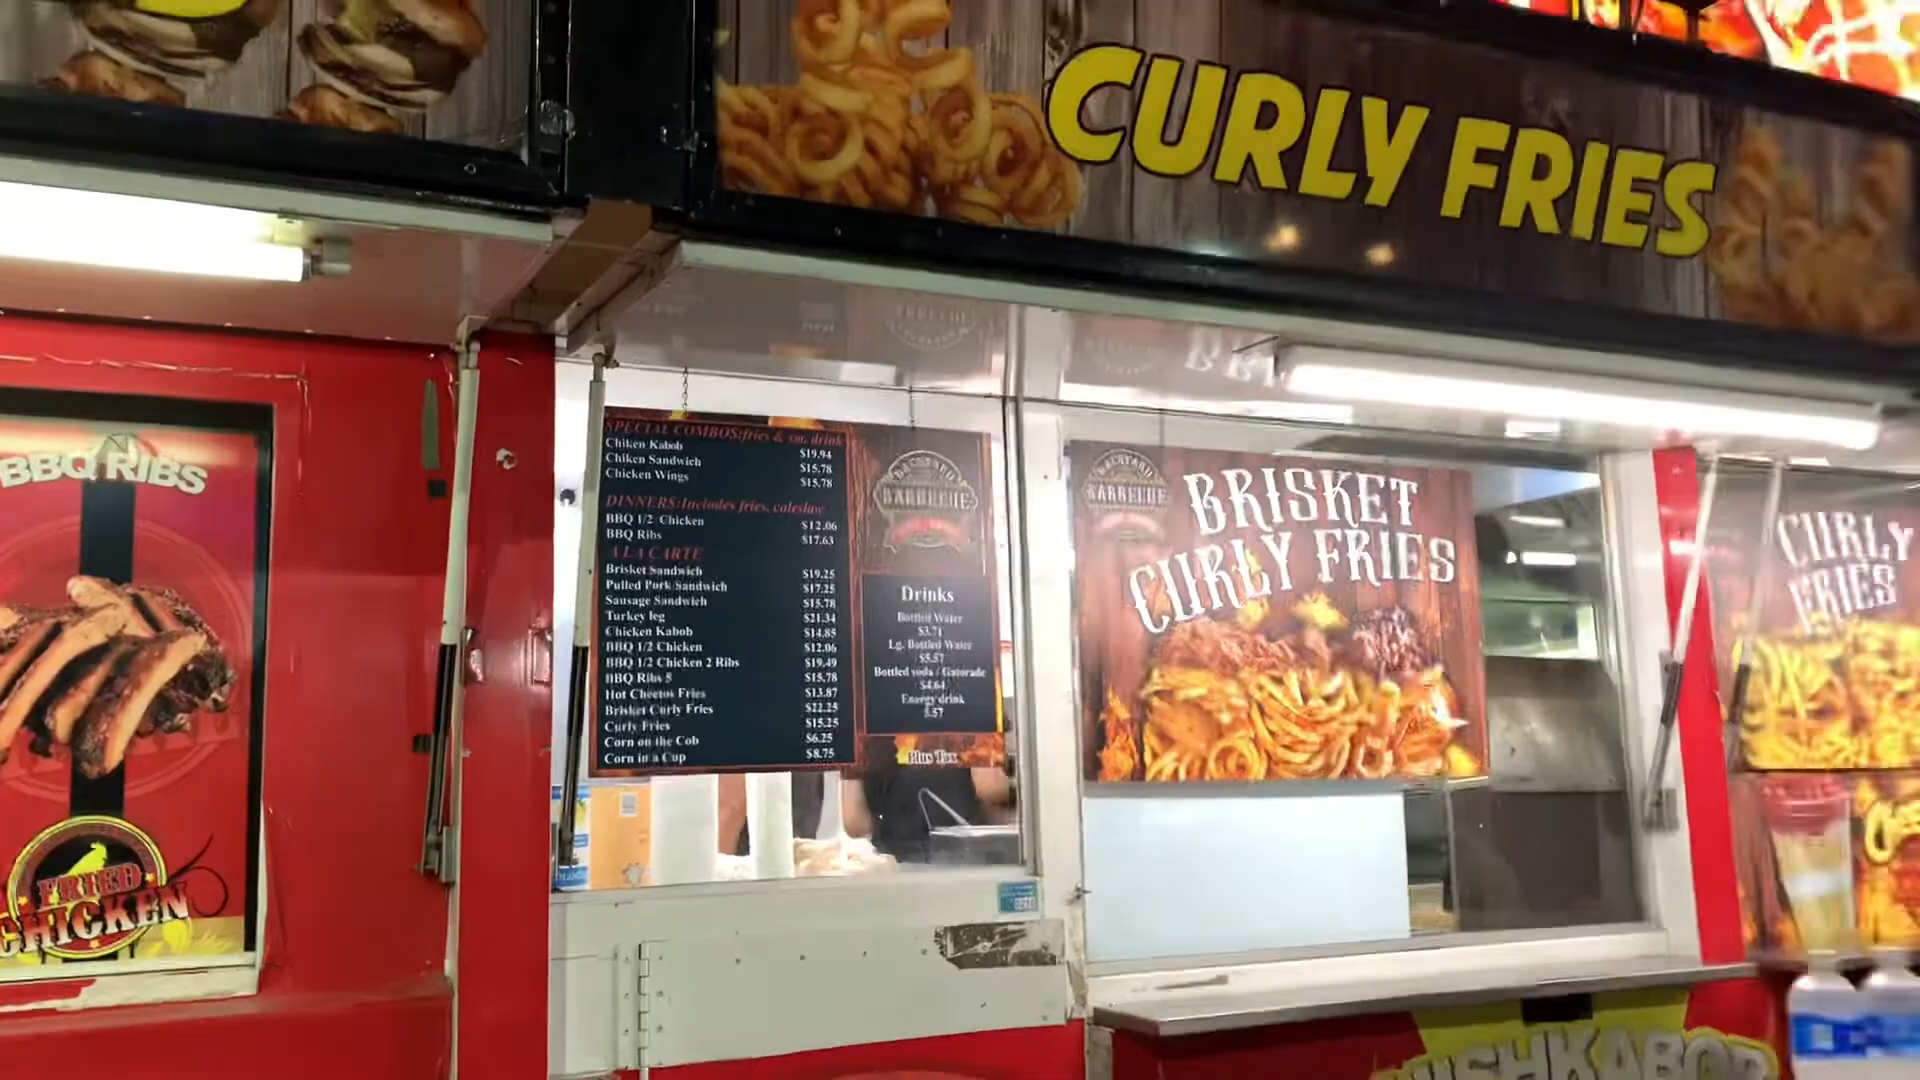 CURLY FRIES
BBQ RIBS
FRIED
CHICKEN
SPECIAL COMBOS:fries & sm. drink
Chiken Kabob $19.94
Chiken Sandwich $15.78
Chicken Wings $15.78
DINNERS:Includes fries, coleslaw
BBQ 1/2 Chicken $12.06
BBQ Ribs $17.63
A LA CARTE
Brisket Sandwich $19.25
Pulled Pork Sandwich $17.25
Sausage Sandwich $15.78
Turkey leg $21.34
Chicken Kabob $14.85
BBQ 1/2 Chicken $12.06
BBQ 1/2 Chicken 2 Ribs $19.49
BBQ Ribs 5 $15.78
Hot Cheetos Fries $13.87
Brisket Curly Fries $22.25
Curly Fries $15.25
Corn on the Cob $6.25
Corn in a Cup $8.75
BACKYARD
BARBECUE
Drinks
Bottled Water
$3.71
Lg. Bottled Water
$5.57
Bottled soda / Gatorade
$4.64
Energy drink
5.57
Plus Tax
BACKYARD
BARBECUE
BRISKET
CURLY FRIES
CURLY
FRIES